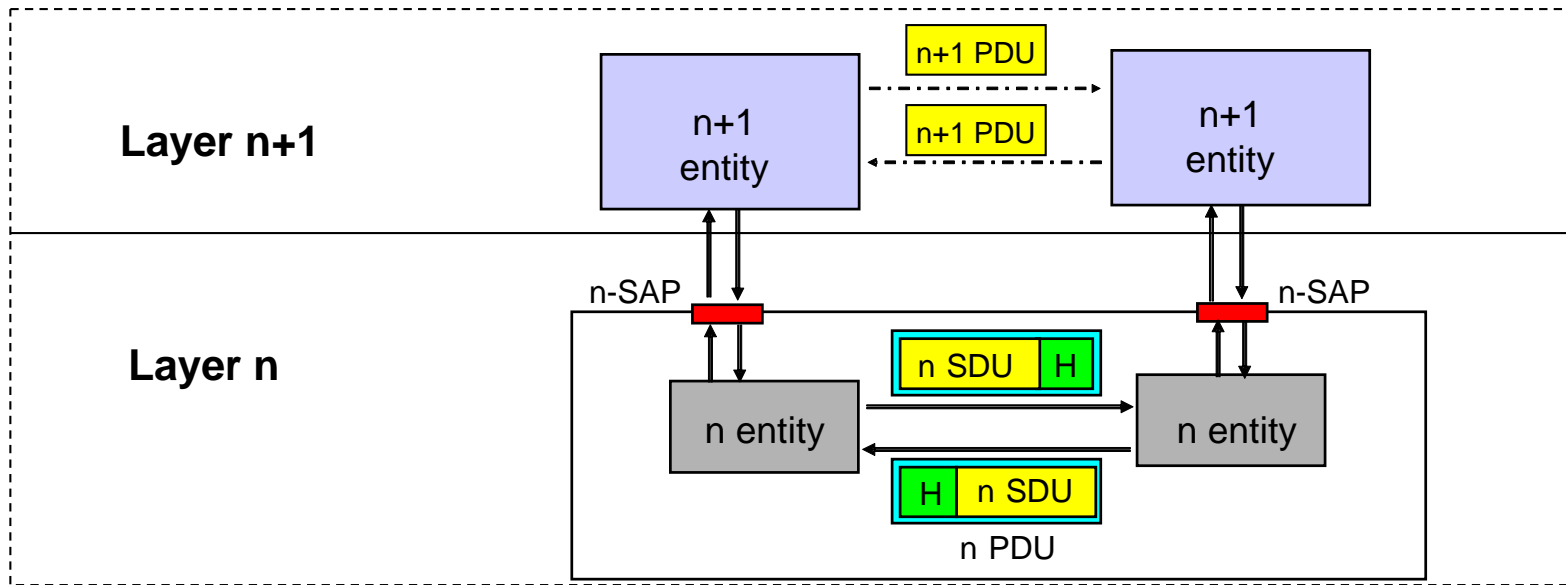 n+1 PDU
Layer n+1
n+1
entity
n+1 PDU
n+1
entity
n-SAP
n-SAP
Layer n
n SDU H
n entity
n entity
H n SDU
n PDU